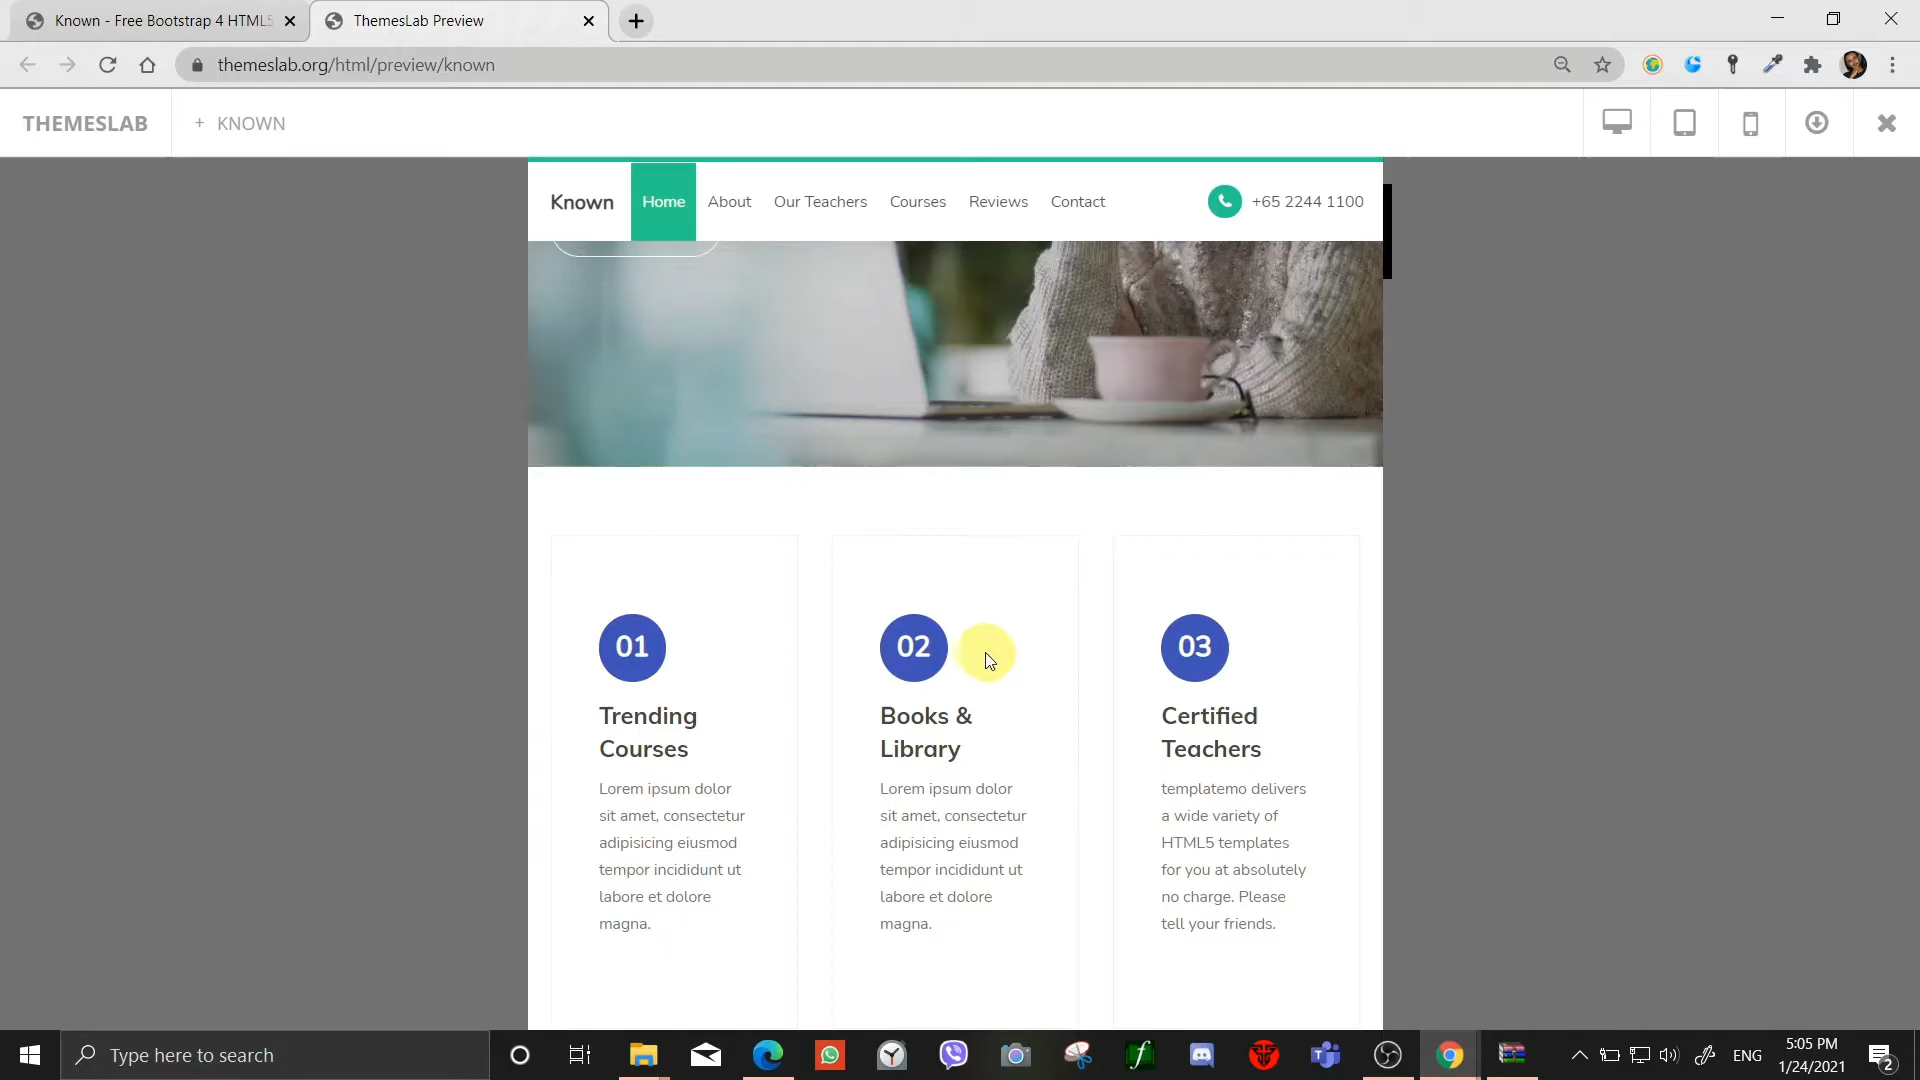 Known - Free Bootstrap 4 HTML5
ThemesLab Preview
themeslab.org/html/preview/known
THEMESLAB
+ KNOWN
Known
Home
About
Our Teachers
Courses
Reviews
Contact
+65 2244 1100
01
Trending
Courses
Lorem ipsum dolor
sit amet, consectetur
adipisicing eiusmod
tempor incididunt ut
labore et dolore
magna.
02
Books &
Library
Lorem ipsum dolor
sit amet, consectetur
adipisicing eiusmod
tempor incididunt ut
labore et dolore
magna.
03
Certified
Teachers
templatemo delivers
a wide variety of
HTML5 templates
for you at absolutely
no charge. Please
tell your friends.
Type here to search
ENG
5:05 PM
1/24/2021
2